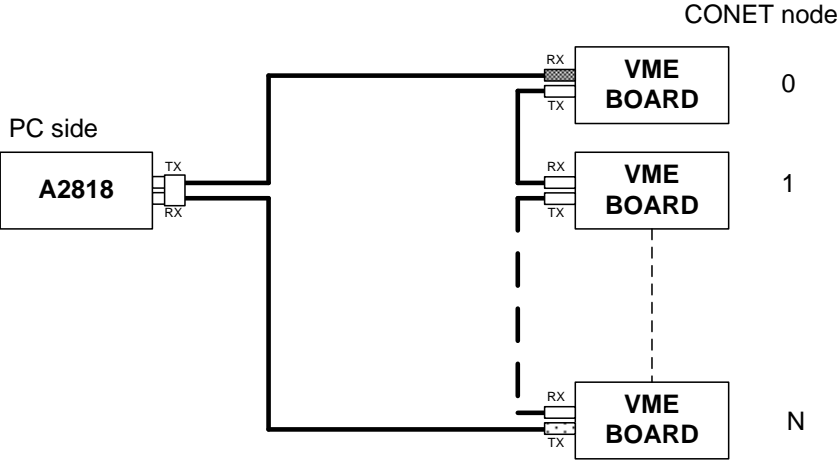 CONET node
RX
VME
BOARD
TX
0
PC side
A2818
TX
RX
RX
VME
BOARD
TX
1
RX
VME
BOARD
TX
N